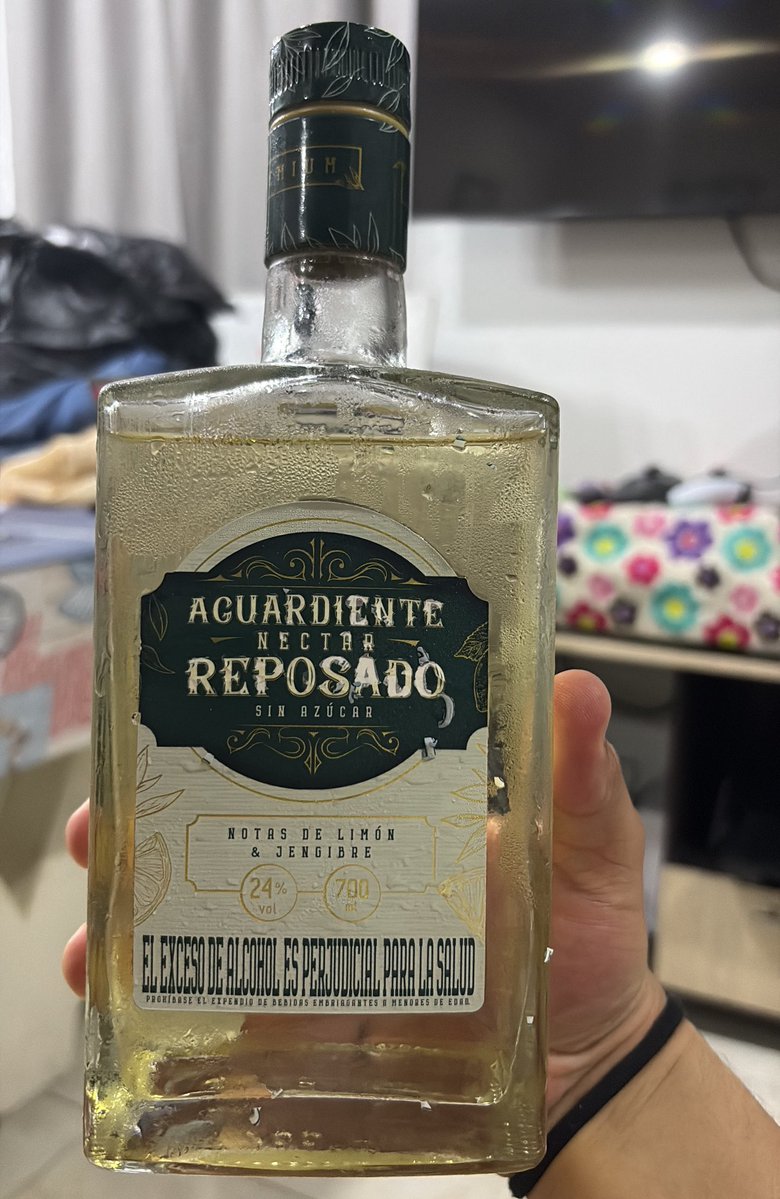 AGUARDIENTE
NECTAR
REPOSADO
SIN AZÚCAR
NOTAS DE LIMÓN
& JENGIBRE
24% vol
700 ml
EL EXCESO DE ALCOHOL ES PERJUDICIAL PARA LA SALUD
PROHÍBASE EL EXPENDIO DE BEBIDAS EMBRIAGANTES A MENORES DE EDAD.